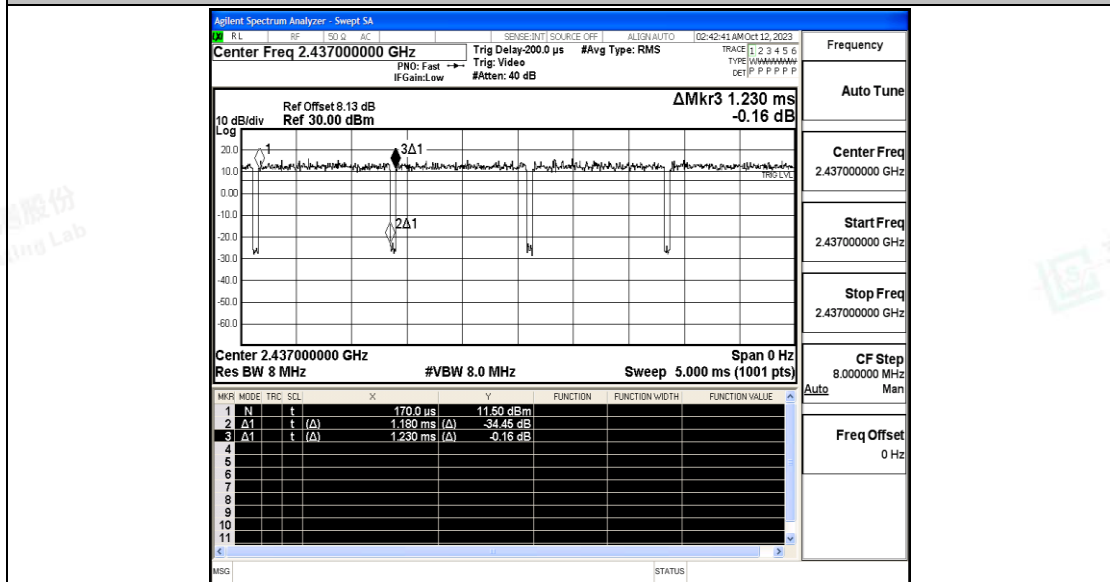 Agilent Spectrum Analyzer - Swept SA
RL RF 50 Ω AC SENSE:INT SOURCE OFF ALIGNAUTO 02:42:41 AM Oct 12, 2023
Center Freq 2.437000000 GHz
PNO: Fast
IFGain:Low
Trig Delay-200.0 µs
Trig: Video
#Atten: 40 dB
#Avg Type: RMS
TRACE 1 2 3 4 5 6
TYPE
DET P P P P P P
Ref Offset 8.13 dB
10 dB/div Ref 30.00 dBm
Log
ΔMkr3 1.230 ms
-0.16 dB
20.0
10.0
0.00
-10.0
-20.0
-30.0
-40.0
-50.0
-60.0
1
3Δ1
2Δ1
TRIG LVL
Center 2.437000000 GHz Span 0 Hz
Res BW 8 MHz #VBW 8.0 MHz Sweep 5.000 ms (1001 pts)
MKR MODE TRC SCL X Y FUNCTION FUNCTION WIDTH FUNCTION VALUE
1 N t 170.0 µs 11.50 dBm
2 Δ1 t (Δ) 1.180 ms (Δ) -34.45 dB
3 Δ1 t (Δ) 1.230 ms (Δ) -0.16 dB
4
5
6
7
8
9
10
11
MSG STATUS
Frequency
Auto Tune
Center Freq
2.437000000 GHz
Start Freq
2.437000000 GHz
Stop Freq
2.437000000 GHz
CF Step
8.000000 MHz
Auto Man
Freq Offset
0 Hz
股份
Lab